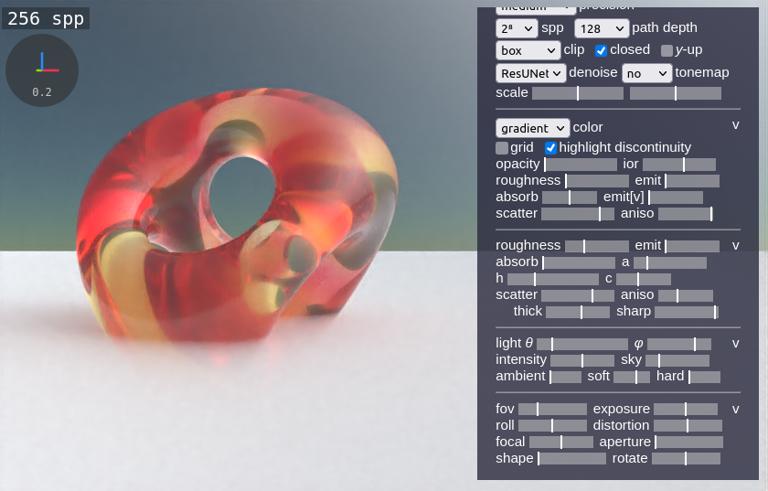 256 spp
0.2
medium precision
2⁸ spp 128 path depth
box clip closed y-up
ResUNet denoise no tonemap
scale
gradient color v
grid highlight discontinuity
opacity ior
roughness emit
absorb emit[v]
scatter aniso
roughness emit v
absorb a
h c
scatter aniso
thick sharp
light θ φ v
intensity sky
ambient soft hard
fov exposure v
roll distortion
focal aperture
shape rotate